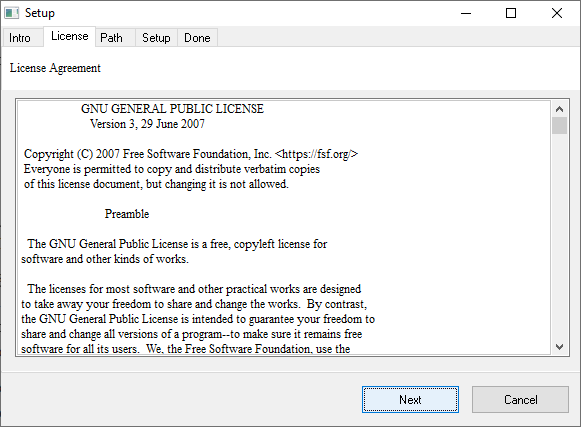 Setup
Intro License Path Setup Done
License Agreement
GNU GENERAL PUBLIC LICENSE
Version 3, 29 June 2007
Copyright (C) 2007 Free Software Foundation, Inc. <https://fsf.org/>
Everyone is permitted to copy and distribute verbatim copies
of this license document, but changing it is not allowed.
Preamble
The GNU General Public License is a free, copyleft license for
software and other kinds of works.
The licenses for most software and other practical works are designed
to take away your freedom to share and change the works. By contrast,
the GNU General Public License is intended to guarantee your freedom to
share and change all versions of a program--to make sure it remains free
software for all its users. We, the Free Software Foundation, use the
Next Cancel